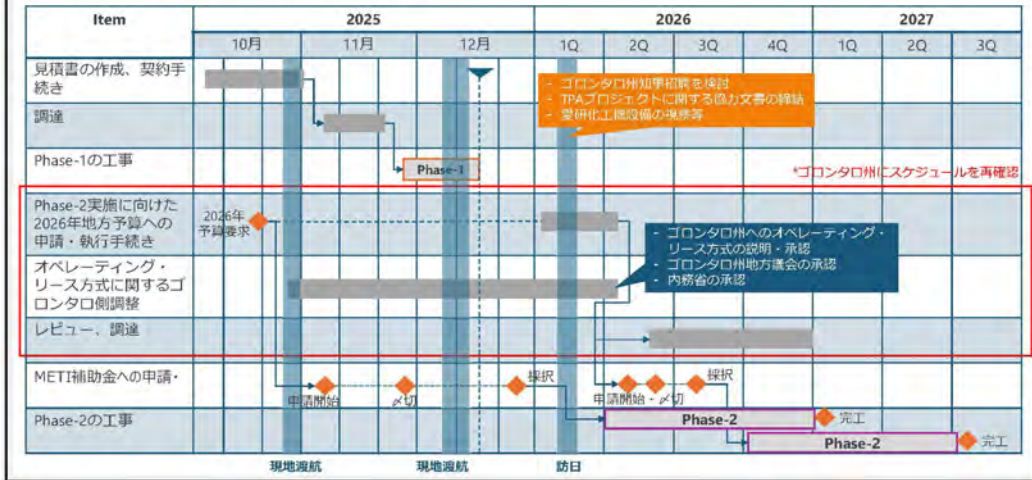 Item
2025
2026
2027
10月
11月
12月
1Q
2Q
3Q
4Q
1Q
2Q
3Q
見積書の作成、契約手
続き
- ゴロンタロ州知事招聘を検討
- TPAプロジェクトに関する協力文書の締結
- 愛研化工機設備の視察等
調達
Phase-1の工事
Phase-1
*ゴロンタロ州にスケジュールを再確認
Phase-2実施に向けた
2026年地方予算への
申請・執行手続き
2026年
予算要求
- ゴロンタロ州へのオペレーティング・
リース方式の説明・承認
- ゴロンタロ州地方議会の承認
- 内務省の承認
オペレーティング・
リース方式に関するゴ
ロンタロ側調整
レビュー、調達
METI補助金への申請・
申請開始
〆切
採択
申請開始・〆切
採択
Phase-2の工事
Phase-2
完工
Phase-2
完工
現地渡航
現地渡航
訪日